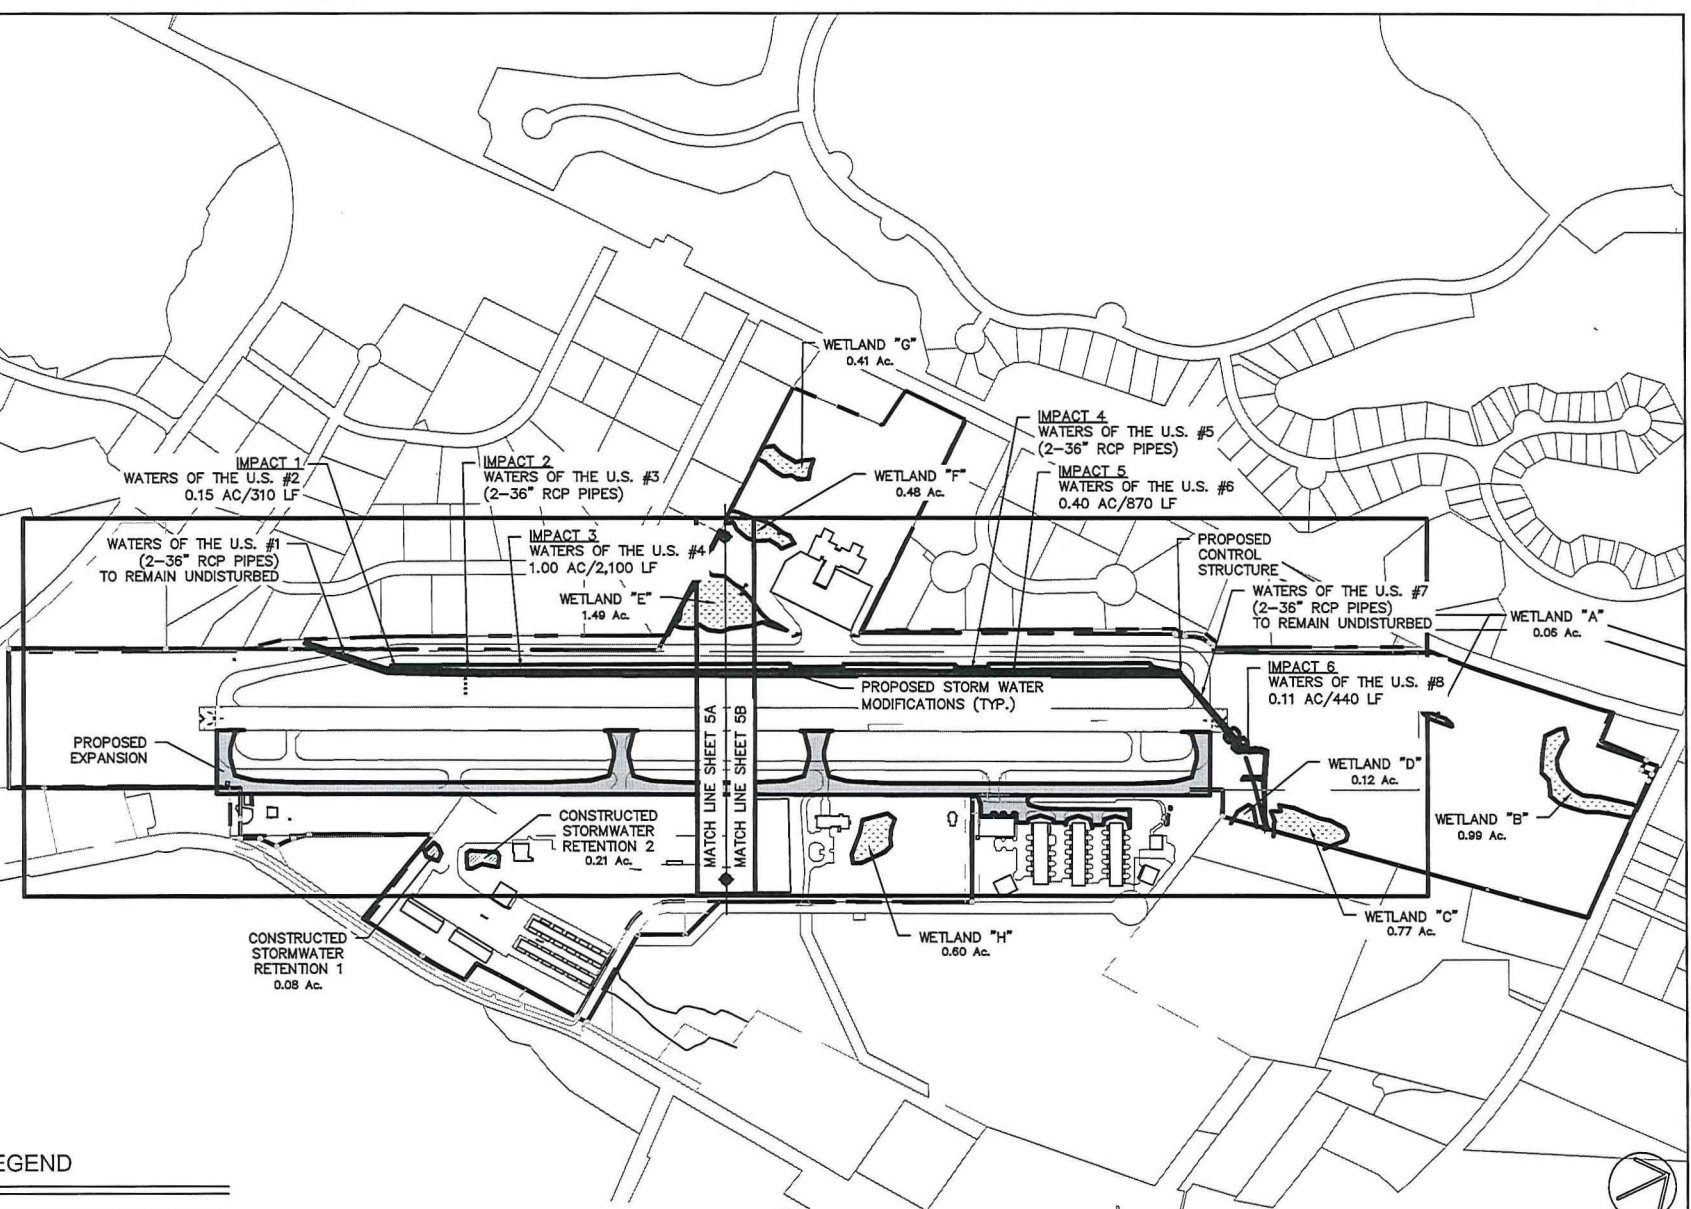 WETLAND "G"
0.41 Ac.
IMPACT 4
WATERS OF THE U.S. #5
(2-36" RCP PIPES)
IMPACT 1
WATERS OF THE U.S. #2
0.15 AC/310 LF
IMPACT 2
WATERS OF THE U.S. #3
(2-36" RCP PIPES)
WETLAND "F"
0.48 Ac.
IMPACT 5
WATERS OF THE U.S. #6
0.40 AC/870 LF
WATERS OF THE U.S. #1
(2-36" RCP PIPES)
TO REMAIN UNDISTURBED
IMPACT 3
WATERS OF THE U.S. #4
1.00 AC/2,100 LF
WETLAND "E"
1.49 Ac.
PROPOSED
CONTROL
STRUCTURE
WATERS OF THE U.S. #7
(2-36" RCP PIPES)
TO REMAIN UNDISTURBED
WETLAND "A"
0.06 Ac.
IMPACT 6
WATERS OF THE U.S. #8
0.11 AC/440 LF
PROPOSED STORM WATER
MODIFICATIONS (TYP.)
PROPOSED
EXPANSION
MATCH LINE SHEET 5A
MATCH LINE SHEET 5B
WETLAND "D"
0.12 Ac.
WETLAND "B"
0.99 Ac.
CONSTRUCTED
STORMWATER
RETENTION 2
0.21 Ac.
WETLAND "C"
0.77 Ac.
WETLAND "H"
0.60 Ac.
CONSTRUCTED
STORMWATER
RETENTION 1
0.08 Ac.
EGEND